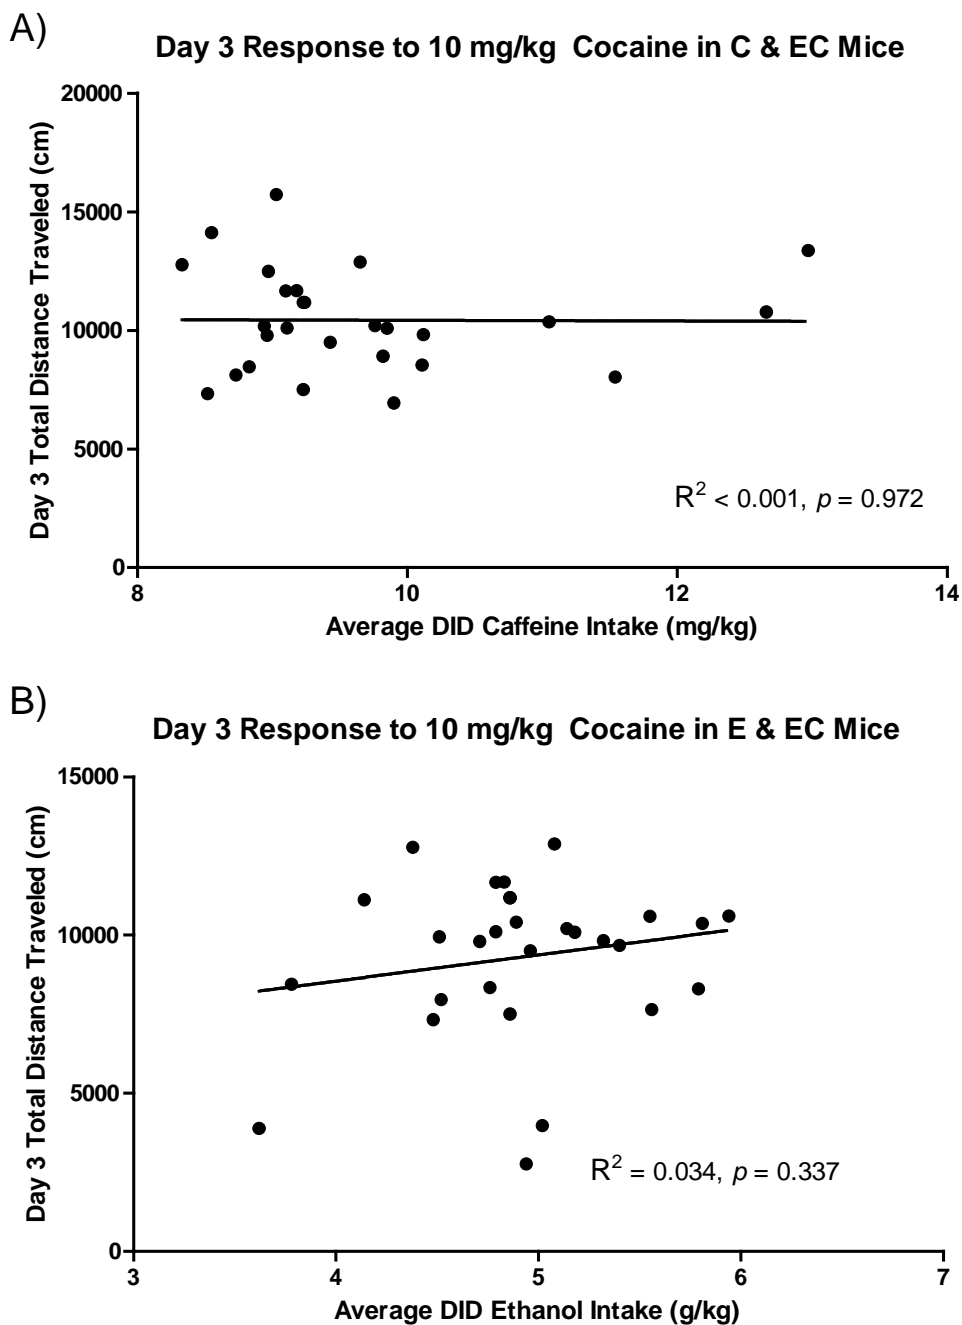 A)
Day 3 Response to 10 mg/kg  Cocaine in C & EC Mice
Day 3 Total Distance Traveled (cm)
20000
15000
10000
5000
0
R² < 0.001, p = 0.972
8 10 12 14
Average DID Caffeine Intake (mg/kg)
B)
Day 3 Response to 10 mg/kg  Cocaine in E & EC Mice
Day 3 Total Distance Traveled (cm)
15000
10000
5000
0
R² = 0.034, p = 0.337
3 4 5 6 7
Average DID Ethanol Intake (g/kg)